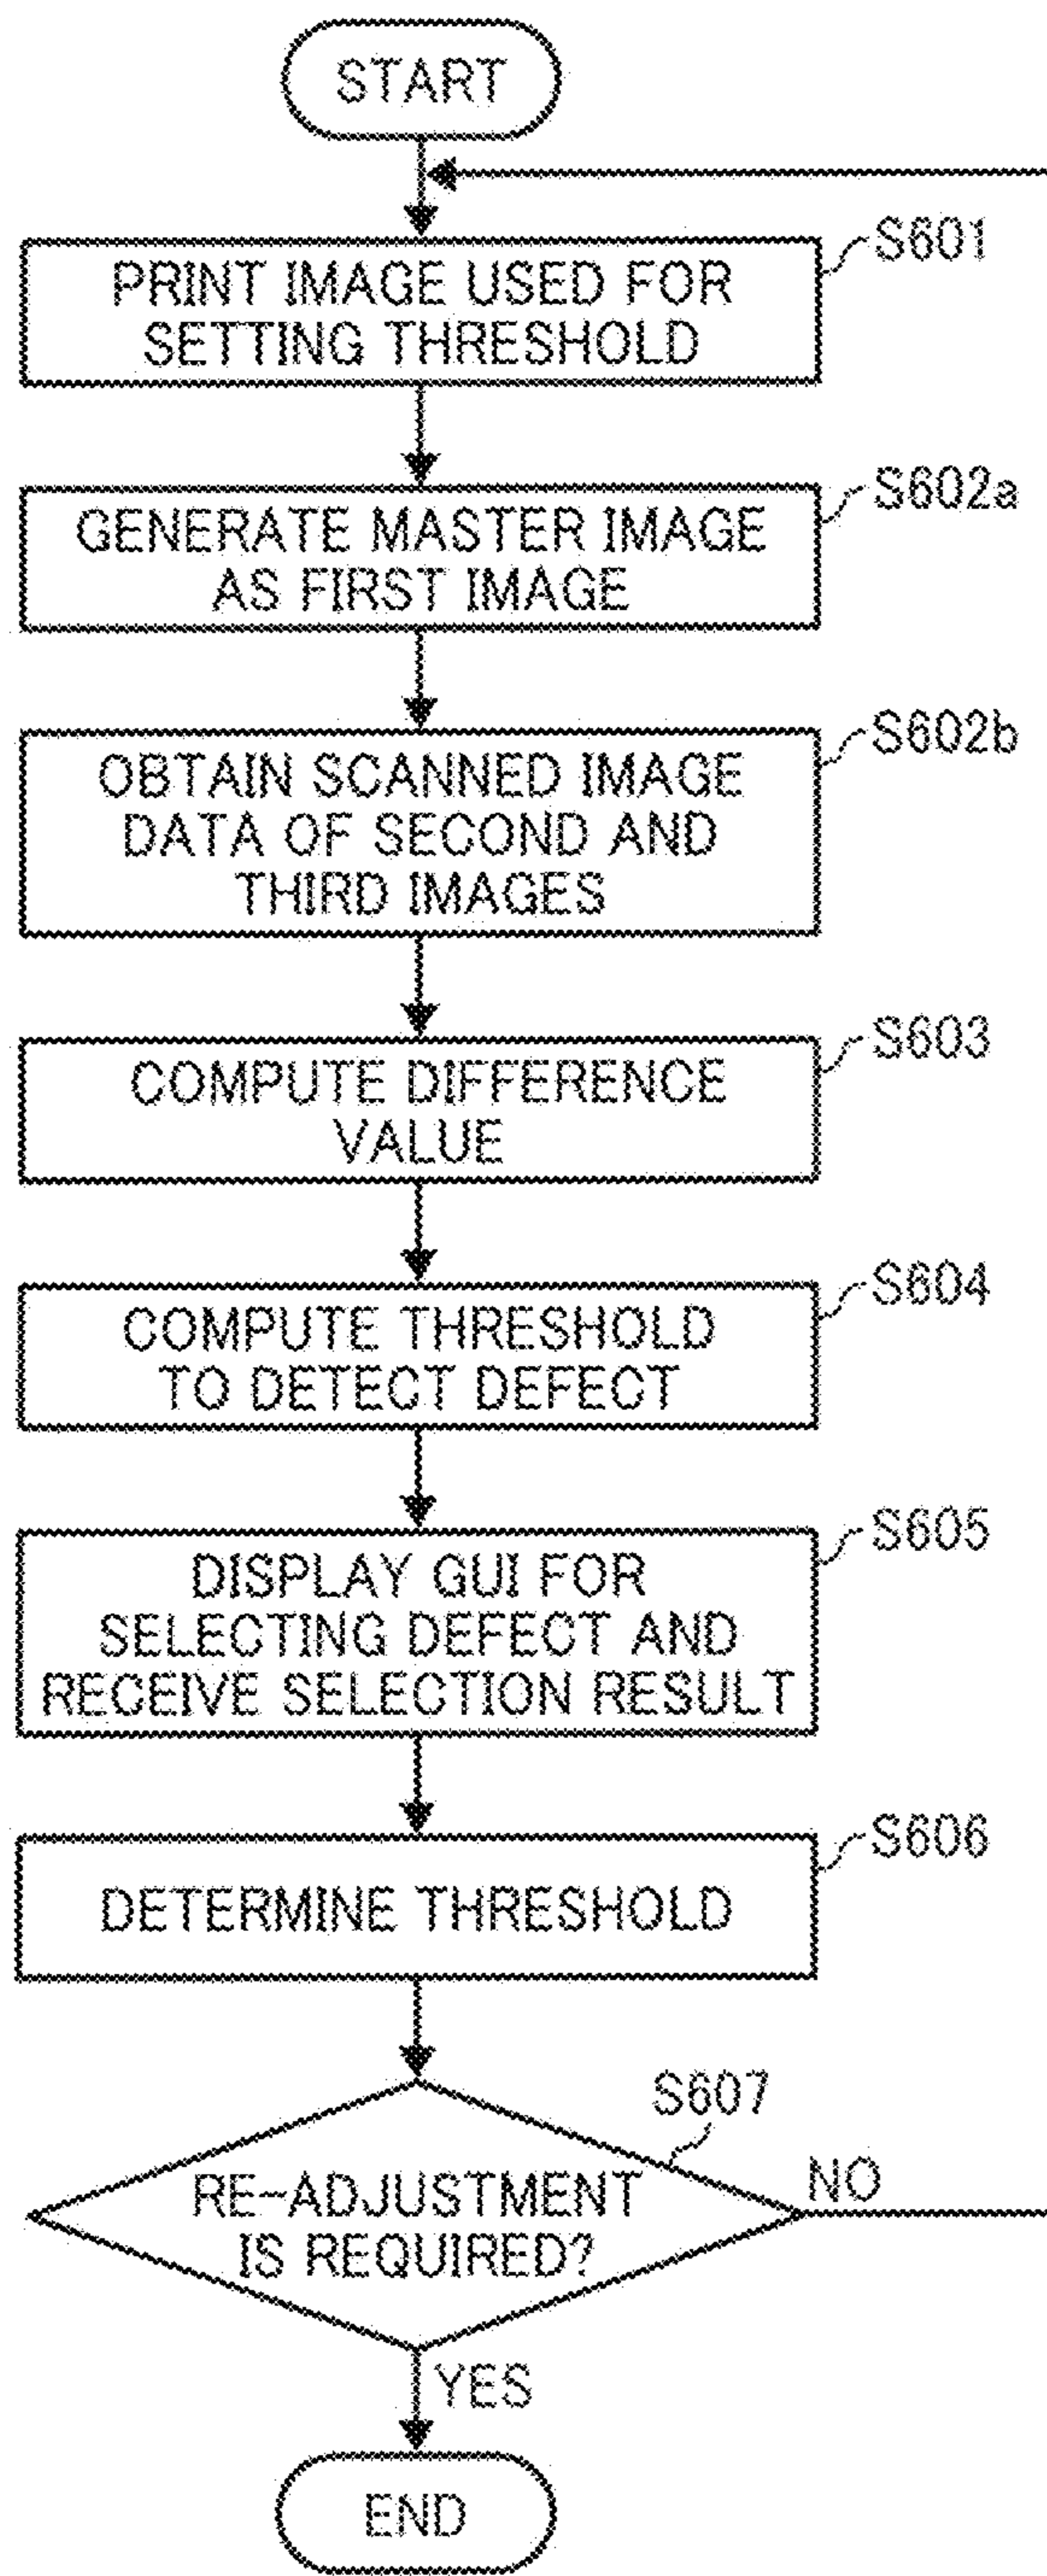 START
S601
PRINT IMAGE USED FOR
SETTING THRESHOLD
S602a
GENERATE MASTER IMAGE
AS FIRST IMAGE
S602b
OBTAIN SCANNED IMAGE
DATA OF SECOND AND
THIRD IMAGES
S603
COMPUTE DIFFERENCE
VALUE
S604
COMPUTE THRESHOLD
TO DETECT DEFECT
S605
DISPLAY GUI FOR
SELECTING DEFECT AND
RECEIVE SELECTION RESULT
S606
DETERMINE THRESHOLD
S607
RE-ADJUSTMENT
IS REQUIRED?
NO
YES
END